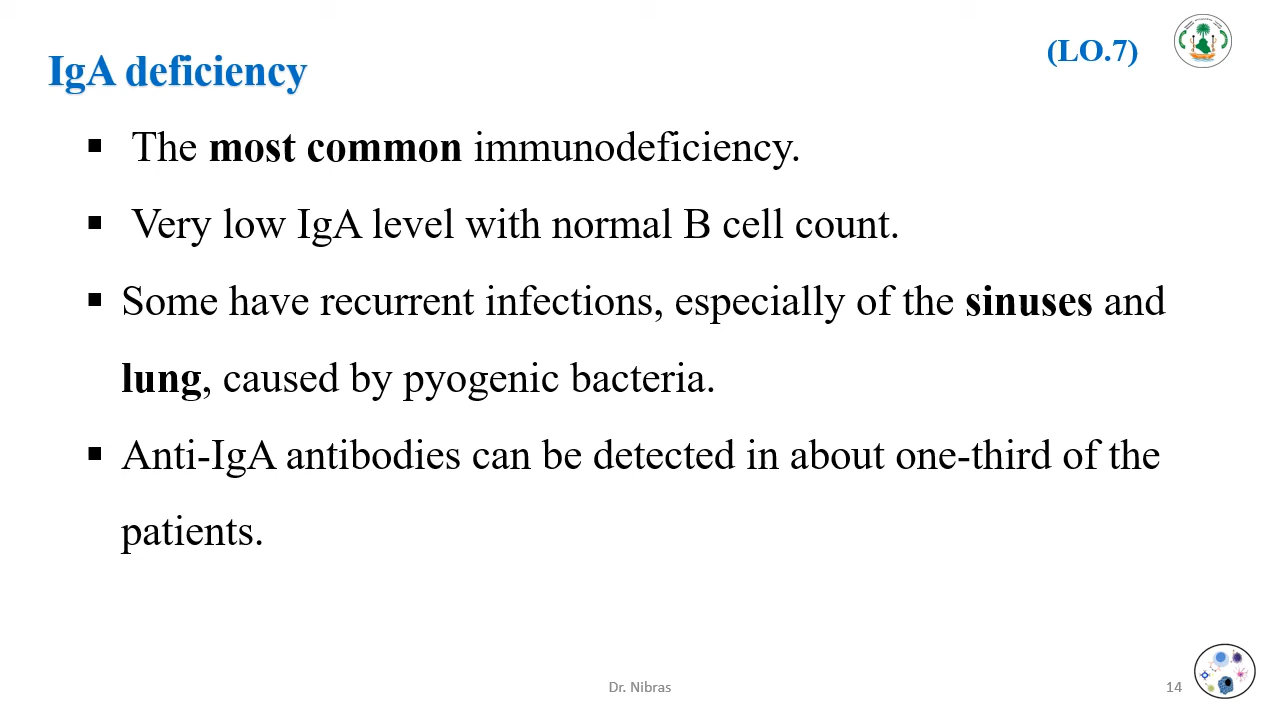 (LO.7)
IgA deficiency
▪ The most common immunodeficiency.
▪ Very low IgA level with normal B cell count.
▪ Some have recurrent infections, especially of the sinuses and
lung, caused by pyogenic bacteria.
▪ Anti-IgA antibodies can be detected in about one-third of the
patients.
Dr. Nibras
14